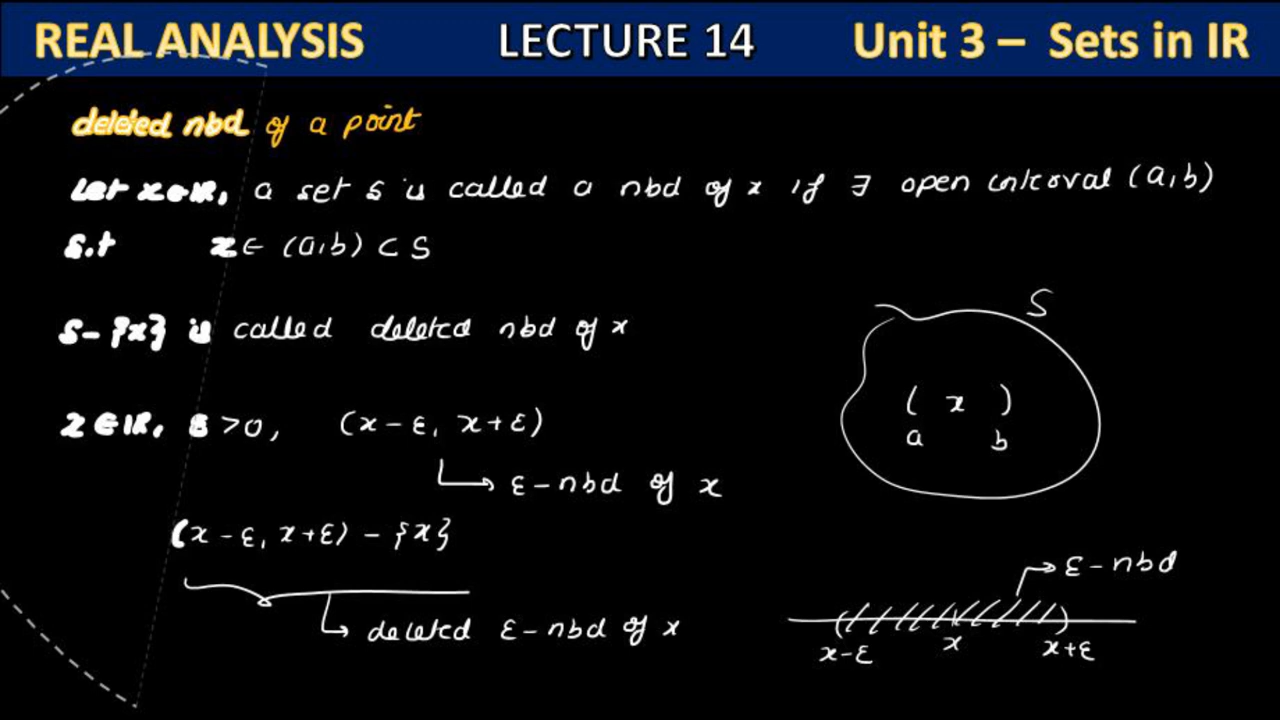 REAL ANALYSIS LECTURE 14 Unit 3 – Sets in IR
deleted nbd of a point
Let x∈IR, a set S is called a nbd of x if ∃ open interval (a,b)
s.t x∈ (a,b) ⊂ S
S
S-{x} is called deleted nbd of x
( x )
a b
x∈IR, ε>0, (x-ε, x+ε)
ε-nbd of x
(x-ε, x+ε) - {x}
ε-nbd
deleted ε-nbd of x
x-ε x x+ε